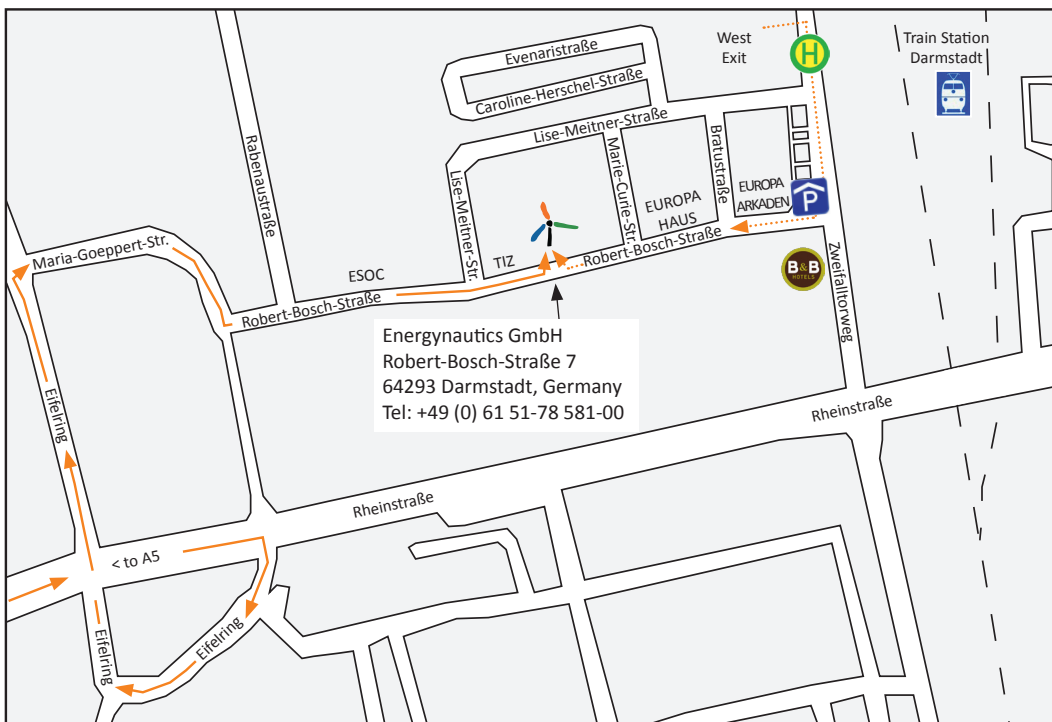 West
Exit
H
Train Station
Darmstadt
Evenaristraße
Caroline-Herschel-Straße
Lise-Meitner-Straße
Rabenaustraße
Marie-Curie-Str.
Bratustraße
EUROPA
ARKADEN
P
EUROPA
HAUS
Lise-Meitner-Str.
Maria-Goeppert-Str.
TIZ
ESOC
Robert-Bosch-Straße
Robert-Bosch-Straße
B&B
HOTELS
Zweifalltorweg
Energynautics GmbH
Robert-Bosch-Straße 7
64293 Darmstadt, Germany
Tel: +49 (0) 61 51-78 581-00
Eifelring
Rheinstraße
Rheinstraße
< to A5
Eifelring
Eifelring